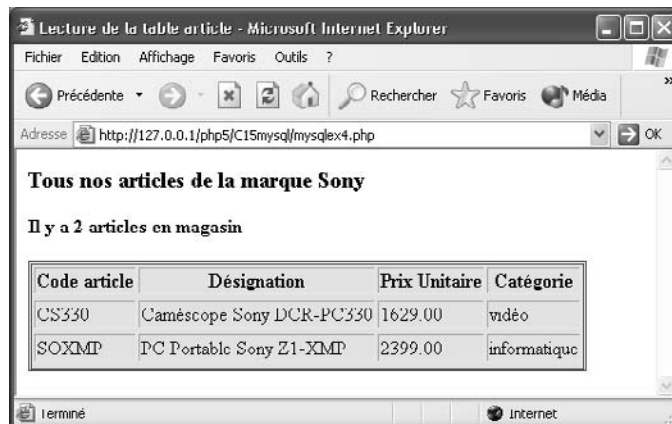 Lecture de la table article - Microsoft Internet Explorer
Fichier Edition Affichage Favoris Outils ?
Précédente Rechercher Favoris Média »
Adresse http://127.0.0.1/php5/C15mysql/mysqlex4.php OK
Tous nos articles de la marque Sony
Il y a 2 articles en magasin
Code article Désignation Prix Unitaire Catégorie
CS330 Caméscope Sony DCR-PC330 1629.00 vidéo
SOXMP PC Portable Sony Z1-XMP 2399.00 informatique
Terminé Internet